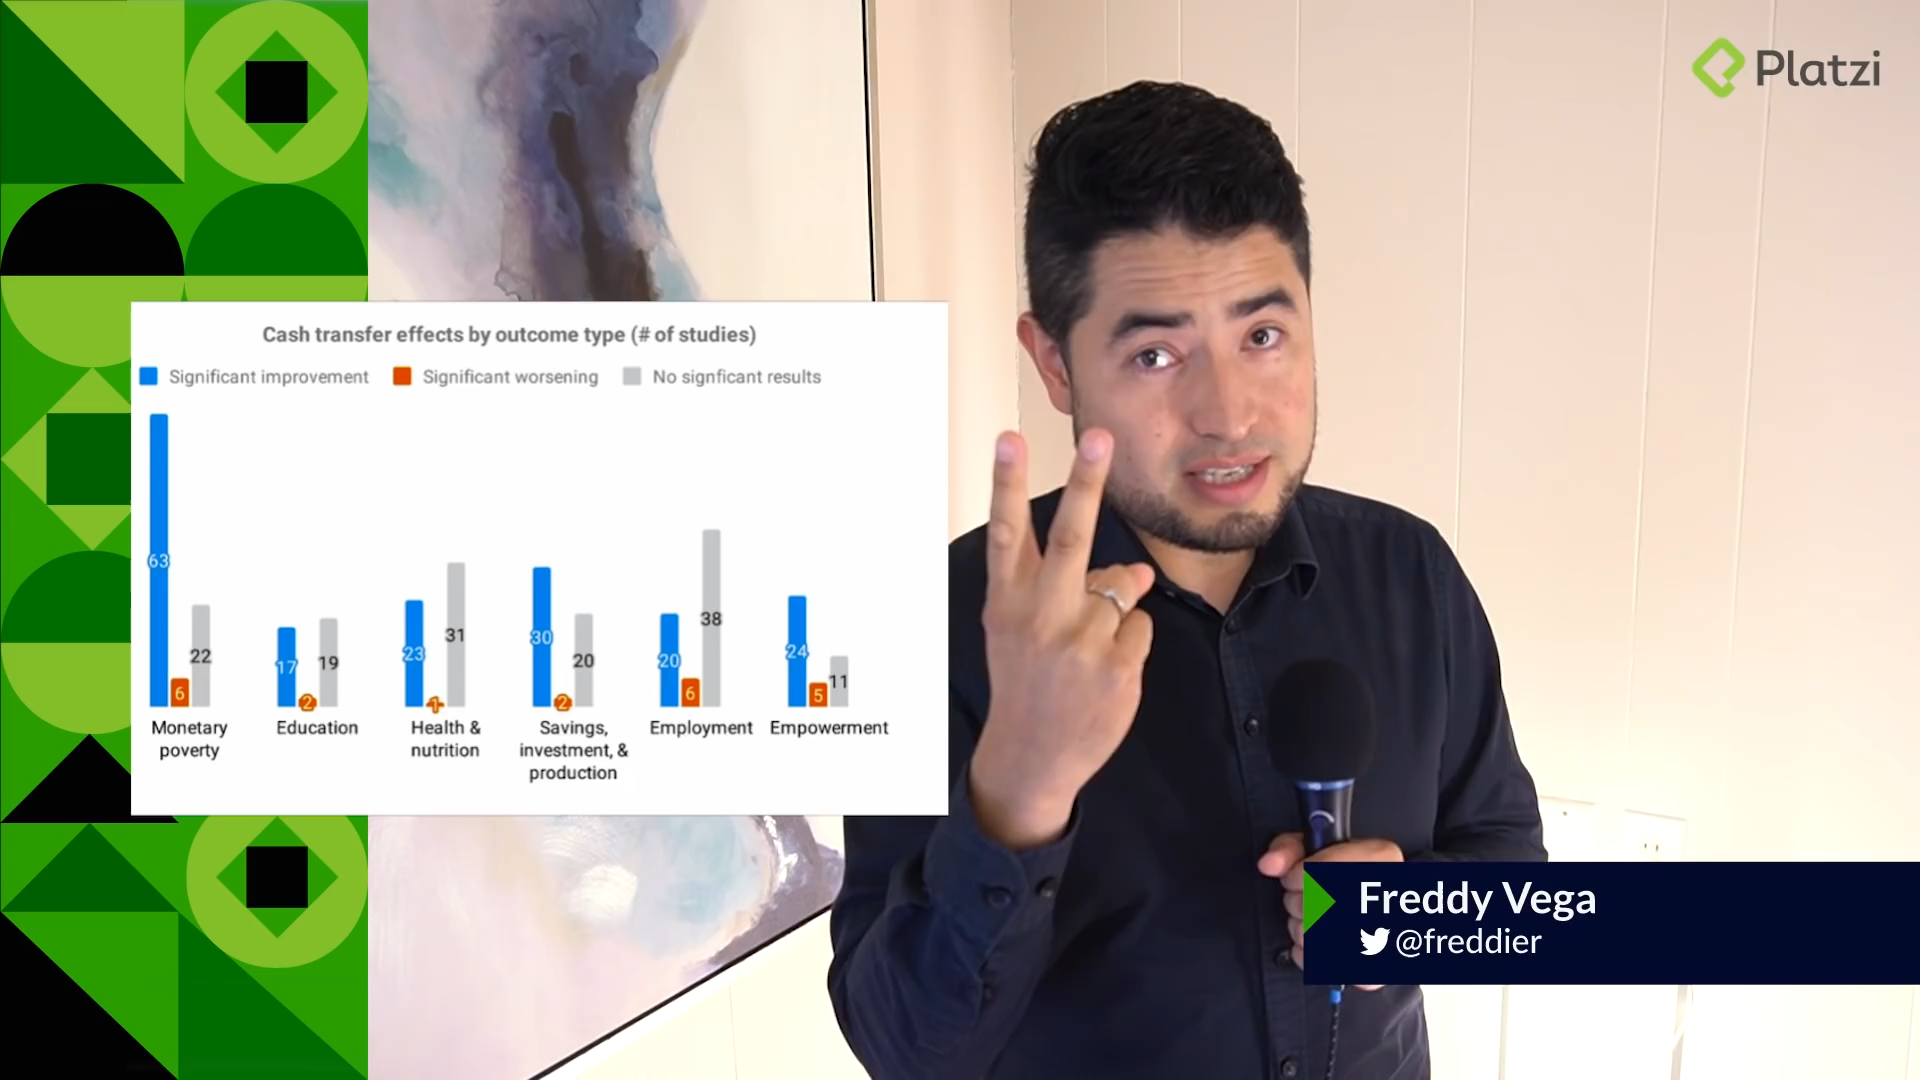 Platzi
Cash transfer effects by outcome type (# of studies)
Significant improvement
Significant worsening
No signficant results
63
6
22
17
2
19
23
1
31
30
2
20
20
6
38
24
5
11
Monetary
poverty
Education
Health &
nutrition
Savings,
investment, &
production
Employment
Empowerment
Freddy Vega
@freddier